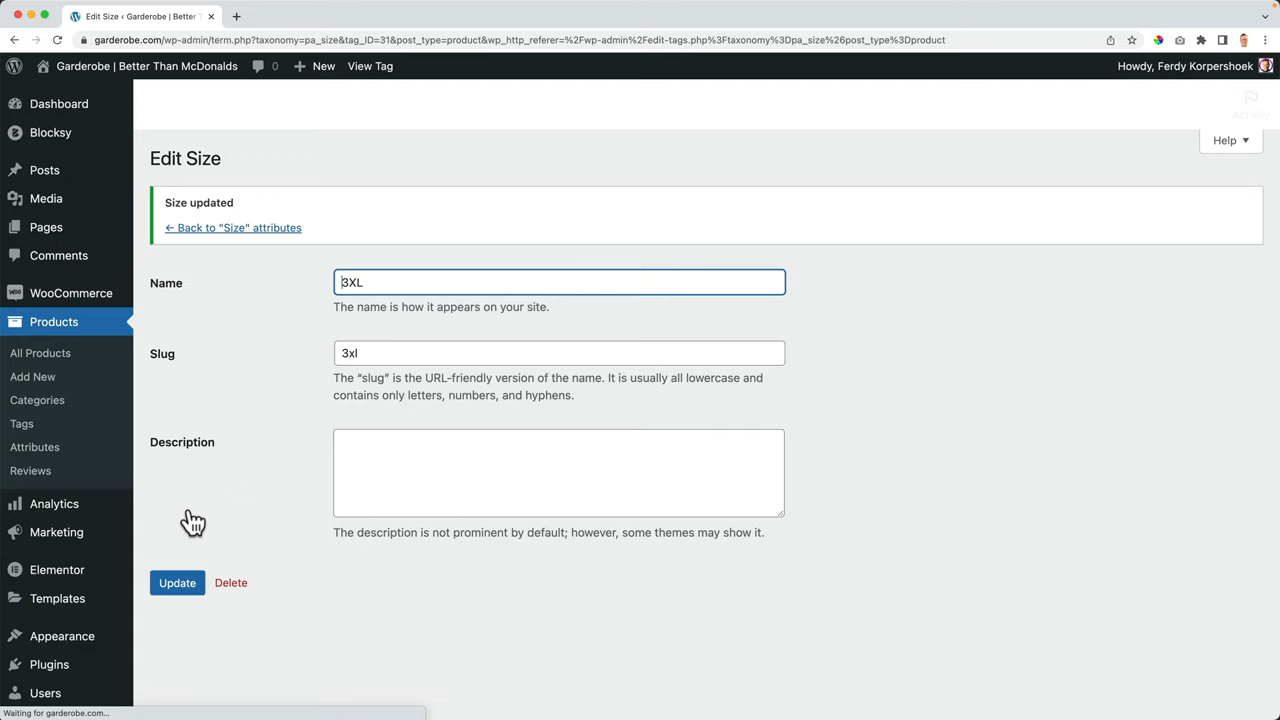 Edit Size ‹ Garderobe | Better T
garderobe.com/wp-admin/term.php?taxonomy=pa_size&tag_ID=31&post_type=product&wp_http_referer=%2Fwp-admin%2Fedit-tags.php%3Ftaxonomy%3Dpa_size%26post_type%3Dproduct
Garderobe | Better Than McDonalds
0
New
View Tag
Howdy, Ferdy Korpershoek
Activity
Help
Dashboard
Blocksy
Posts
Media
Pages
Comments
WOO WooCommerce
Products
All Products
Add New
Categories
Tags
Attributes
Reviews
Analytics
Marketing
Elementor
Templates
Appearance
Plugins
Users
Edit Size
Size updated
← Back to "Size" attributes
Name
3XL
The name is how it appears on your site.
Slug
3xl
The “slug” is the URL-friendly version of the name. It is usually all lowercase and
contains only letters, numbers, and hyphens.
Description
The description is not prominent by default; however, some themes may show it.
Update
Delete
Waiting for garderobe.com...